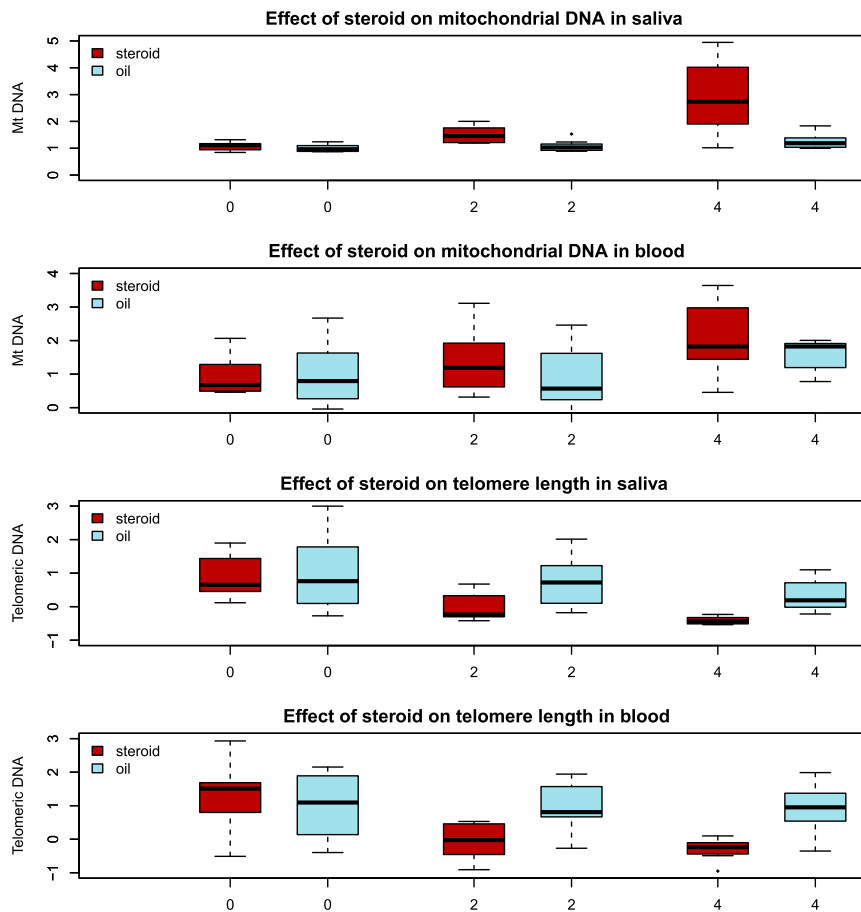 Effect of steroid on mitochondrial DNA in saliva
Mt DNA
5
4
3
2
1
0
steroid
oil
0 0 2 2 4 4
Effect of steroid on mitochondrial DNA in blood
Mt DNA
4
3
2
1
0
steroid
oil
0 0 2 2 4 4
Effect of steroid on telomere length in saliva
Telomeric DNA
3
2
1
0
−1
steroid
oil
0 0 2 2 4 4
Effect of steroid on telomere length in blood
Telomeric DNA
3
2
1
0
−1
steroid
oil
0 0 2 2 4 4